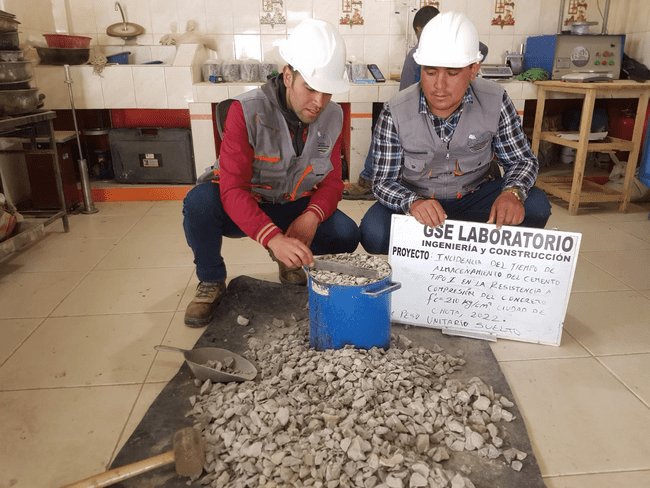 GSE LABORATORIO
INGENIERÍA y CONSTRUCCIÓN
PROYECTO: INCIDENCIA DEL TIEMPO DE
ALMACENAMIENTO DEL CEMENTO
TIPO I EN LA RESISTENCIA A
COMPRESIÓN DEL CONCRETO
F'C=210 Kg/cm² CIUDAD DE
CHOTA, 2022.
PESO UNITARIO SUELTO